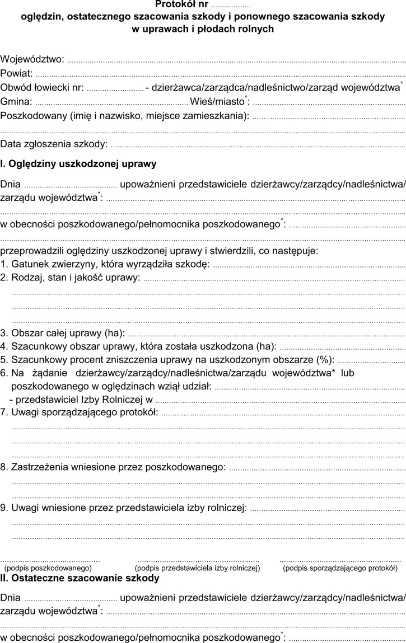 Protokół nr ....................
oględzin, ostatecznego szacowania szkody i ponownego szacowania szkody
w uprawach i płodach rolnych
Województwo: ....................
Powiat: ....................
Obwód łowiecki nr: .................... - dzierżawca/zarządca/nadleśnictwo/zarząd województwa*
Gmina: .................... Wieś/miasto*: ....................
Poszkodowany (imię i nazwisko, miejsce zamieszkania): ....................
....................
Data zgłoszenia szkody: ....................
I. Oględziny uszkodzonej uprawy
Dnia .................... upoważnieni przedstawiciele dzierżawcy/zarządcy/nadleśnictwa/
zarządu województwa*: ....................
....................
w obecności poszkodowanego/pełnomocnika poszkodowanego*: ....................
....................
przeprowadzili oględziny uszkodzonej uprawy i stwierdzili, co następuje:
1. Gatunek zwierzyny, która wyrządziła szkodę: ....................
2. Rodzaj, stan i jakość uprawy: ....................
....................
....................
....................
3. Obszar całej uprawy (ha): ....................
4. Szacunkowy obszar uprawy, która została uszkodzona (ha): ....................
5. Szacunkowy procent zniszczenia uprawy na uszkodzonym obszarze (%): ....................
6. Na żądanie dzierżawcy/zarządcy/nadleśnictwa/zarządu województwa* lub
poszkodowanego w oględzinach wziął udział: ....................
- przedstawiciel Izby Rolniczej w ....................
7. Uwagi sporządzającego protokół: ....................
....................
....................
....................
8. Zastrzeżenia wniesione przez poszkodowanego: ....................
....................
....................
9. Uwagi wniesione przez przedstawiciela izby rolniczej: ....................
....................
....................
.................... .................... ....................
(podpis poszkodowanego) (podpis przedstawiciela izby rolniczej) (podpis sporządzającego protokół)
II. Ostateczne szacowanie szkody
Dnia .................... upoważnieni przedstawiciele dzierżawcy/zarządcy/nadleśnictwa/
zarządu województwa*: ....................
....................
w obecności poszkodowanego/pełnomocnika poszkodowanego*: ....................